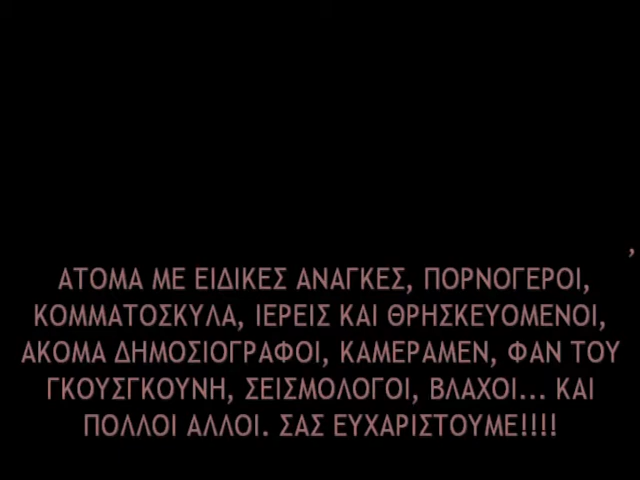 ,
ΑΤΟΜΑ ΜΕ ΕΙΔΙΚΕΣ ΑΝΑΓΚΕΣ, ΠΟΡΝΟΓΕΡΟΙ,
ΚΟΜΜΑΤΟΣΚΥΛΑ, ΙΕΡΕΙΣ ΚΑΙ ΘΡΗΣΚΕΥΟΜΕΝΟΙ,
ΑΚΟΜΑ ΔΗΜΟΣΙΟΓΡΑΦΟΙ, ΚΑΜΕΡΑΜΕΝ, ΦΑΝ ΤΟΥ
ΓΚΟΥΣΓΚΟΥΝΗ, ΣΕΙΣΜΟΛΟΓΟΙ, ΒΛΑΧΟΙ... ΚΑΙ
ΠΟΛΛΟΙ ΑΛΛΟΙ. ΣΑΣ ΕΥΧΑΡΙΣΤΟΥΜΕ!!!!